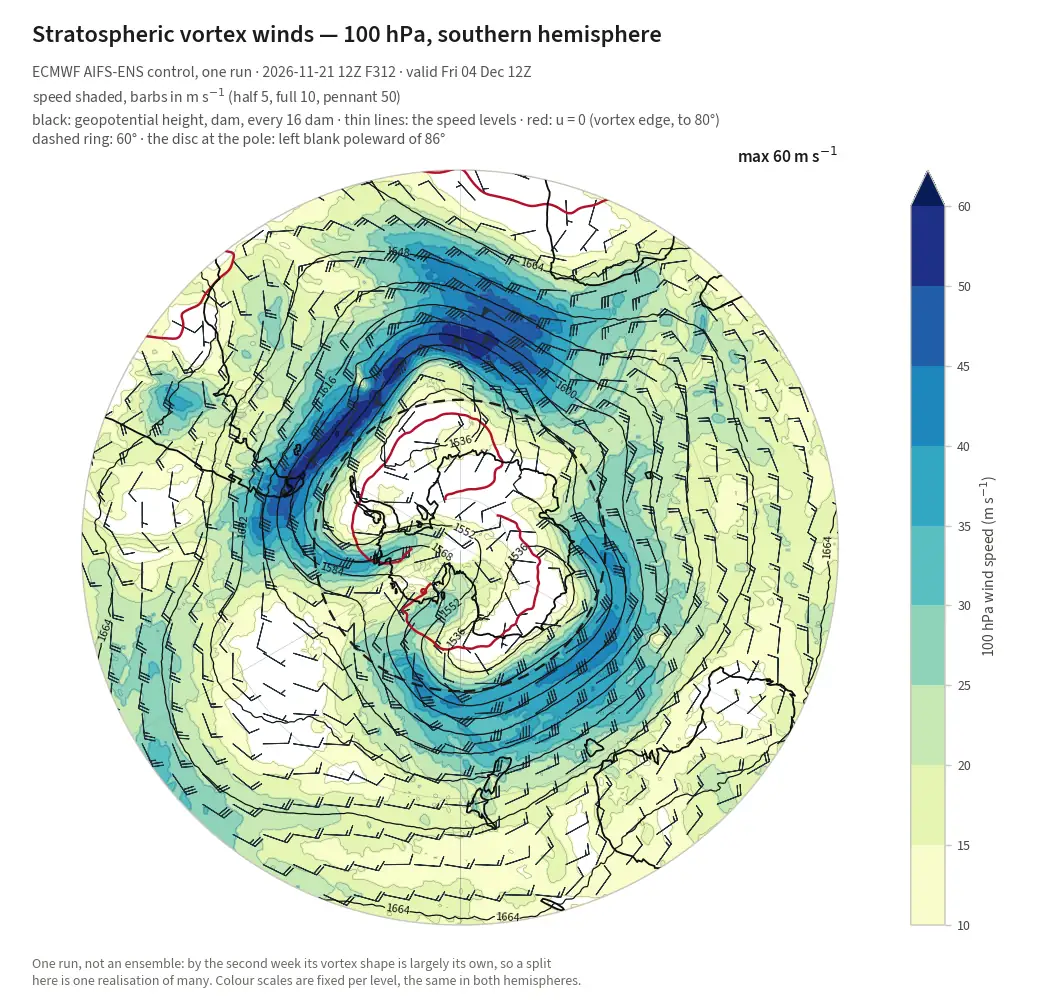 Stratospheric vortex winds — 100 hPa, southern hemisphere
ECMWF AIFS-ENS control, one run · 2026-11-21 12Z F312 · valid Fri 04 Dec 12Z
speed shaded, barbs in m s⁻¹ (half 5, full 10, pennant 50)
black: geopotential height, dam, every 16 dam · thin lines: the speed levels · red: u = 0 (vortex edge, to 80°)
dashed ring: 60° · the disc at the pole: left blank poleward of 86°
max 60 m s⁻¹
1648
1664
1616
1600
1536
1632
1552
1568
1536
1584
1552
1536
1664
1664
1664
1664
60
50
45
40
35
30
25
20
15
10
100 hPa wind speed (m s⁻¹)
One run, not an ensemble: by the second week its vortex shape is largely its own, so a split
here is one realisation of many. Colour scales are fixed per level, the same in both hemispheres.